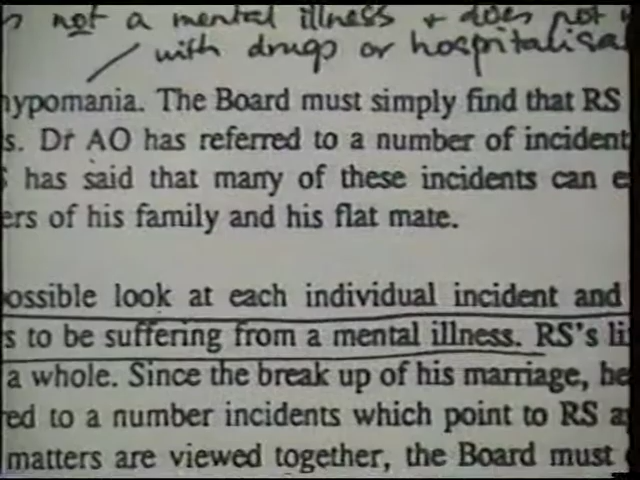 not a mental illness + does not
with drugs or hospitalisa
hypomania. The Board must simply find that RS
s. Dr AO has referred to a number of incident
has said that many of these incidents can e
ers of his family and his flat mate.
possible look at each individual incident and
s to be suffering from a mental illness. RS's li
a whole. Since the break up of his marriage, he
ed to a number incidents which point to RS a
matters are viewed together, the Board must